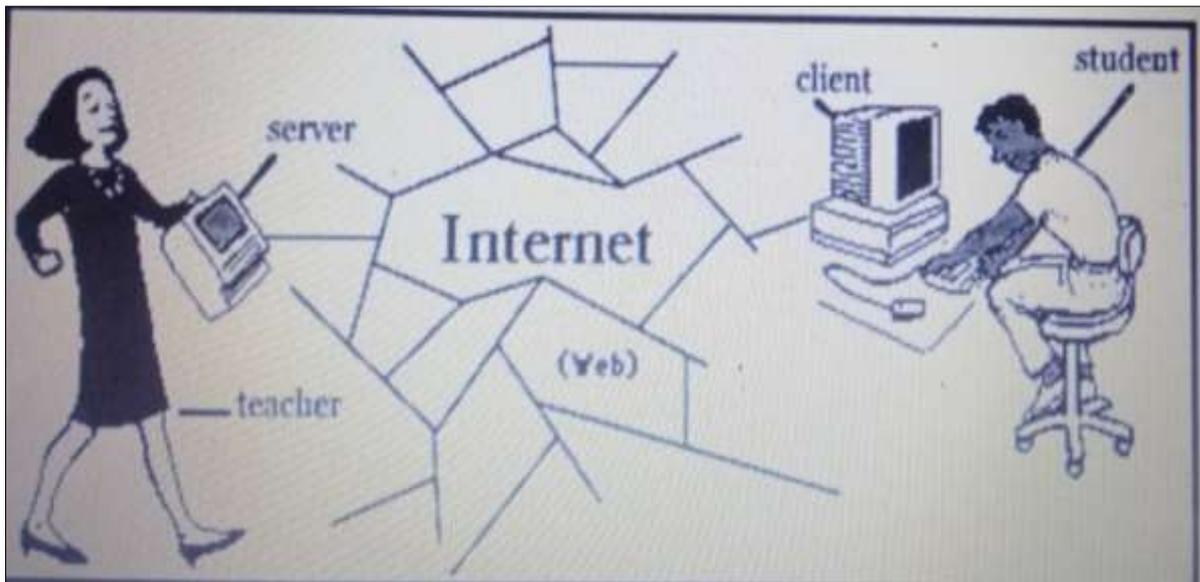 student
client
server
Internet
(Web)
teacher